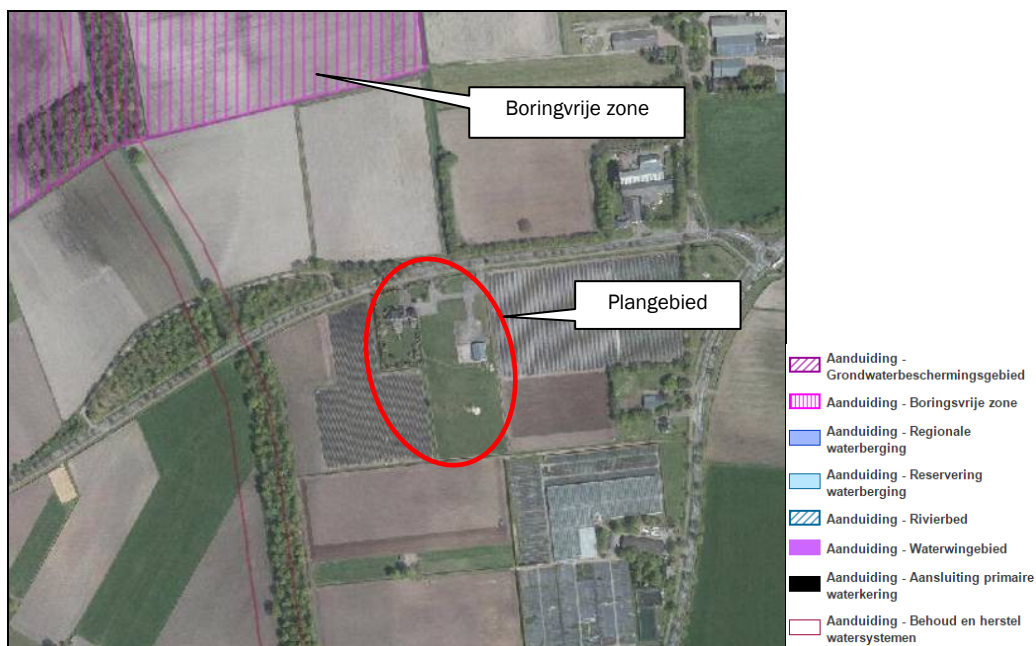 Boringvrije zone
Plangebied
Aanduiding -
Grondwaterbeschermingsgebied
Aanduiding - Boringsvrije zone
Aanduiding - Regionale
waterberging
Aanduiding - Reservering
waterberging
Aanduiding - Rivierbed
Aanduiding - Waterwingebied
Aanduiding - Aansluiting primaire
waterkering
Aanduiding - Behoud en herstel
watersystemen